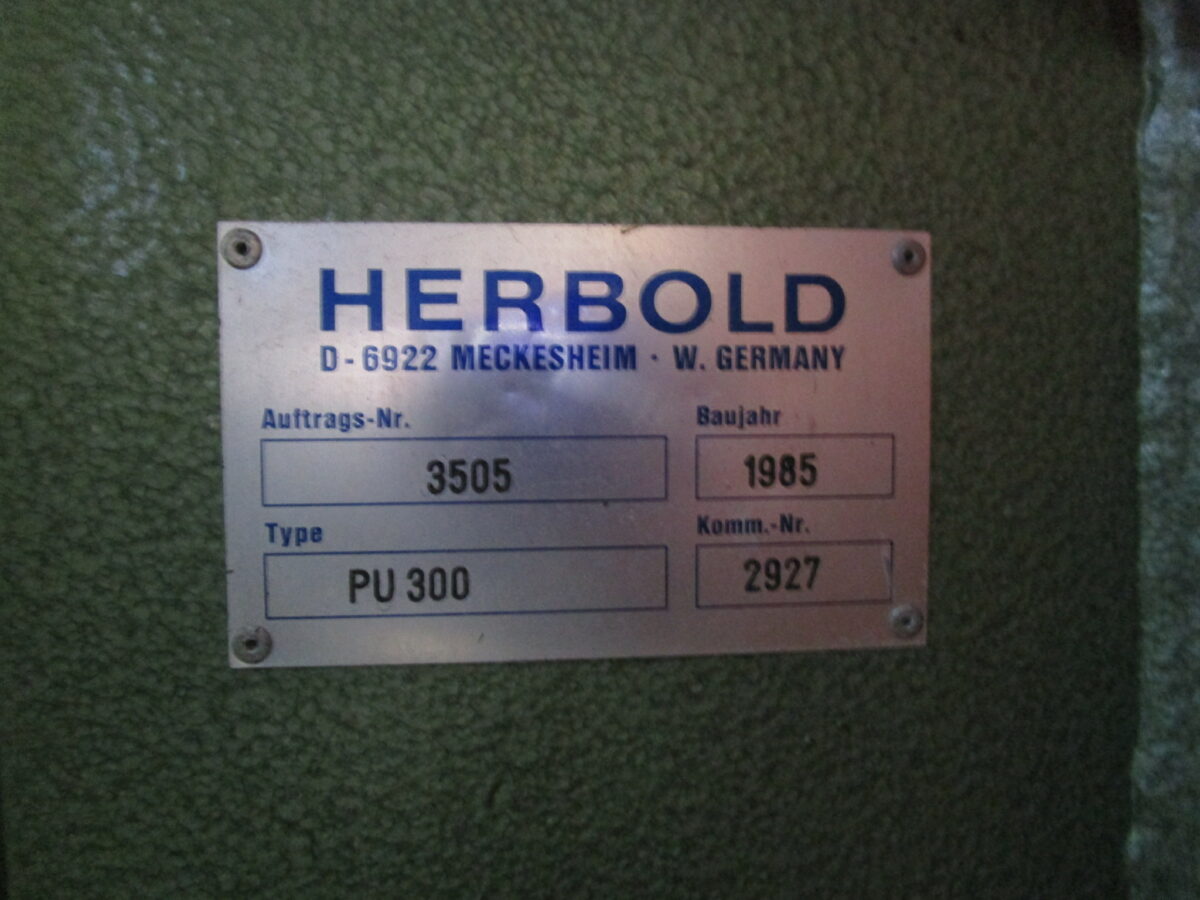 HERBOLD
D-6922 MECKESHEIM · W. GERMANY
Auftrags-Nr. Baujahr
3505 1985
Type Komm.-Nr.
PU 300 2927